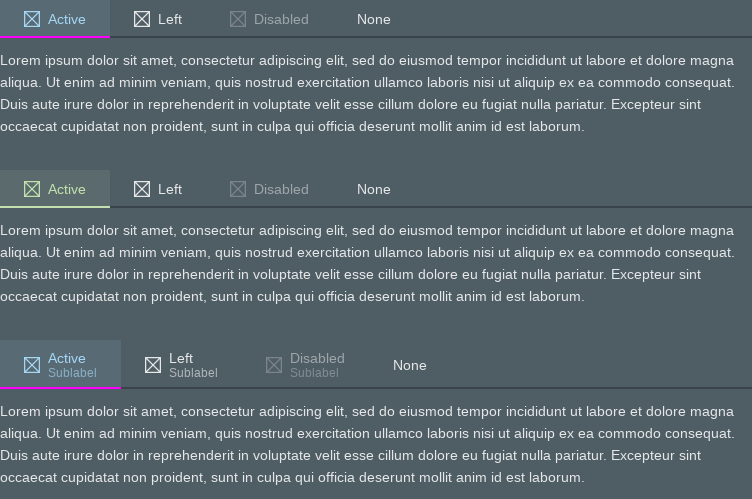 Active Left Disabled None
Lorem ipsum dolor sit amet, consectetur adipiscing elit, sed do eiusmod tempor incididunt ut labore et dolore magna
aliqua. Ut enim ad minim veniam, quis nostrud exercitation ullamco laboris nisi ut aliquip ex ea commodo consequat.
Duis aute irure dolor in reprehenderit in voluptate velit esse cillum dolore eu fugiat nulla pariatur. Excepteur sint
occaecat cupidatat non proident, sunt in culpa qui officia deserunt mollit anim id est laborum.
Active Left Disabled None
Lorem ipsum dolor sit amet, consectetur adipiscing elit, sed do eiusmod tempor incididunt ut labore et dolore magna
aliqua. Ut enim ad minim veniam, quis nostrud exercitation ullamco laboris nisi ut aliquip ex ea commodo consequat.
Duis aute irure dolor in reprehenderit in voluptate velit esse cillum dolore eu fugiat nulla pariatur. Excepteur sint
occaecat cupidatat non proident, sunt in culpa qui officia deserunt mollit anim id est laborum.
Active Left Disabled None
Sublabel Sublabel Sublabel
Lorem ipsum dolor sit amet, consectetur adipiscing elit, sed do eiusmod tempor incididunt ut labore et dolore magna
aliqua. Ut enim ad minim veniam, quis nostrud exercitation ullamco laboris nisi ut aliquip ex ea commodo consequat.
Duis aute irure dolor in reprehenderit in voluptate velit esse cillum dolore eu fugiat nulla pariatur. Excepteur sint
occaecat cupidatat non proident, sunt in culpa qui officia deserunt mollit anim id est laborum.